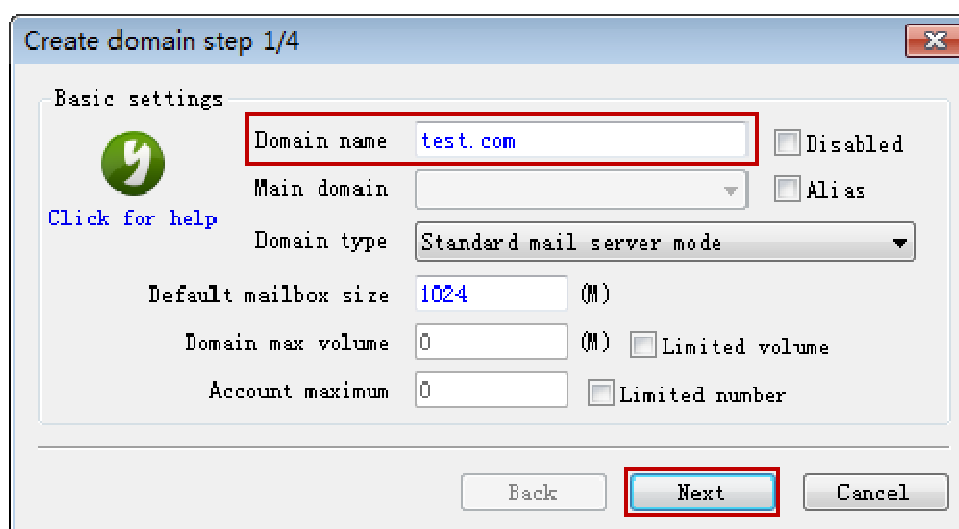 Create domain step 1/4
Basic settings
Domain name test.com Disabled
Main domain Alias
Click for help
Domain type Standard mail server mode
Default mailbox size 1024 (M)
Domain max volume 0 (M) Limited volume
Account maximum 0 Limited number
Back Next Cancel